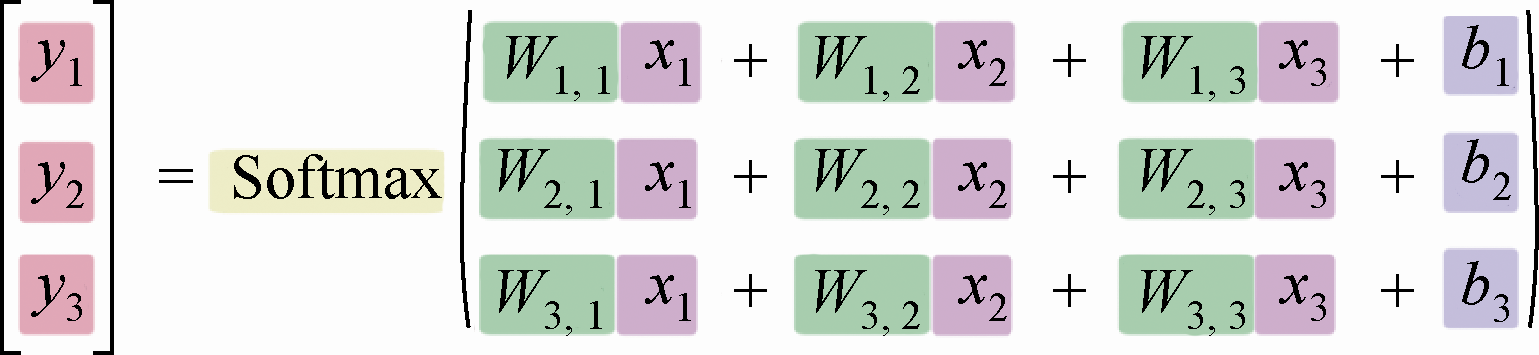 y1 W1, 1 x1 + W1, 2 x2 + W1, 3 x3 + b1
y2 = Softmax W2, 1 x1 + W2, 2 x2 + W2, 3 x3 + b2
y3 W3, 1 x1 + W3, 2 x2 + W3, 3 x3 + b3